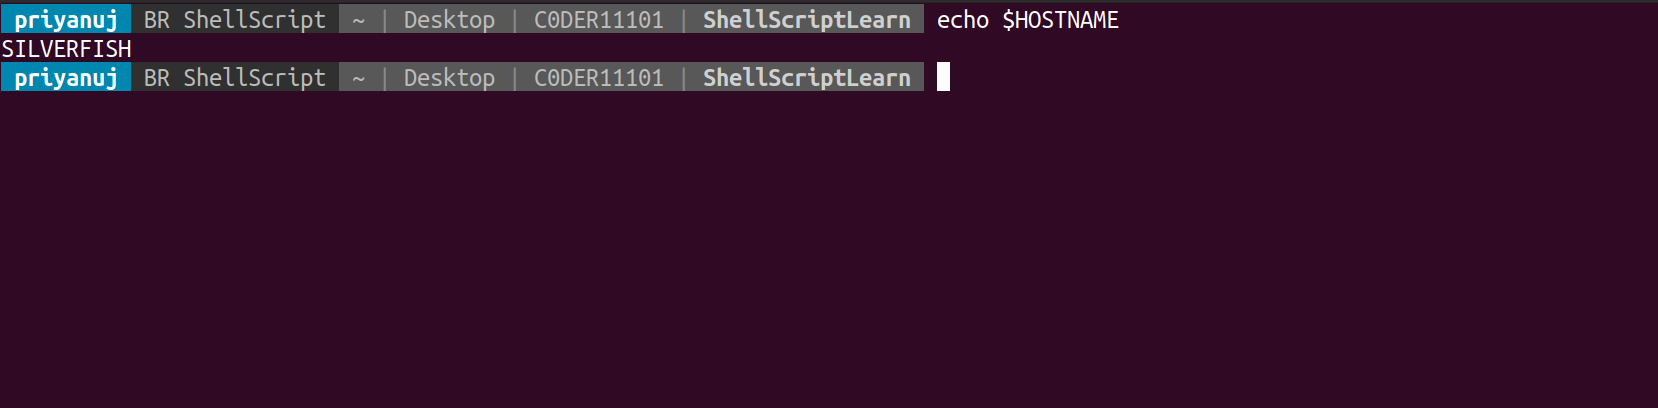 priyanuj BR ShellScript ~ | Desktop | C0DER11101 | ShellScriptLearn echo $HOSTNAME
SILVERFISH
priyanuj BR ShellScript ~ | Desktop | C0DER11101 | ShellScriptLearn